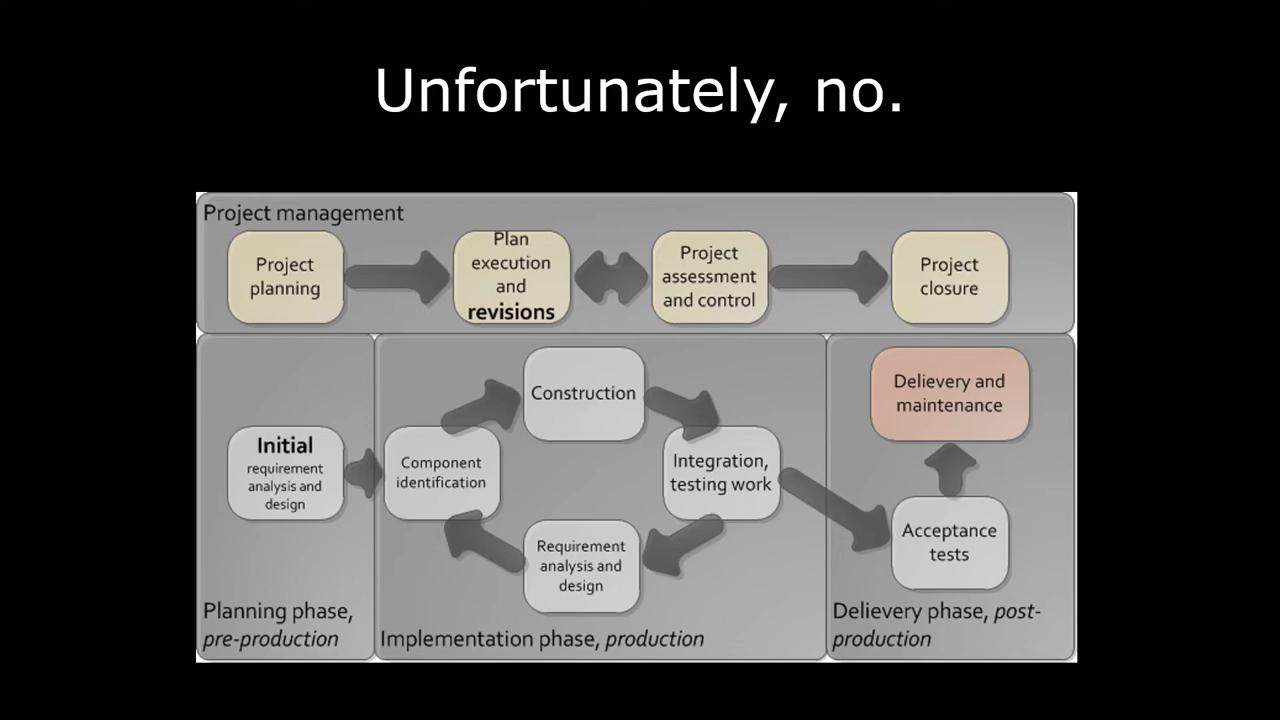 Unfortunately, no.
Project management
Project
planning
Plan
execution
and
revisions
Project
assessment
and control
Project
closure
Initial
requirement
analysis and
design
Component
identification
Construction
Integration,
testing work
Requirement
analysis and
design
Delievery and
maintenance
Acceptance
tests
Planning phase,
pre-production
Implementation phase, production
Delievery phase, post-
production